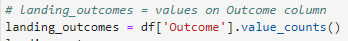 # landing_outcomes = values on Outcome column
landing_outcomes = df['Outcome'].value_counts()